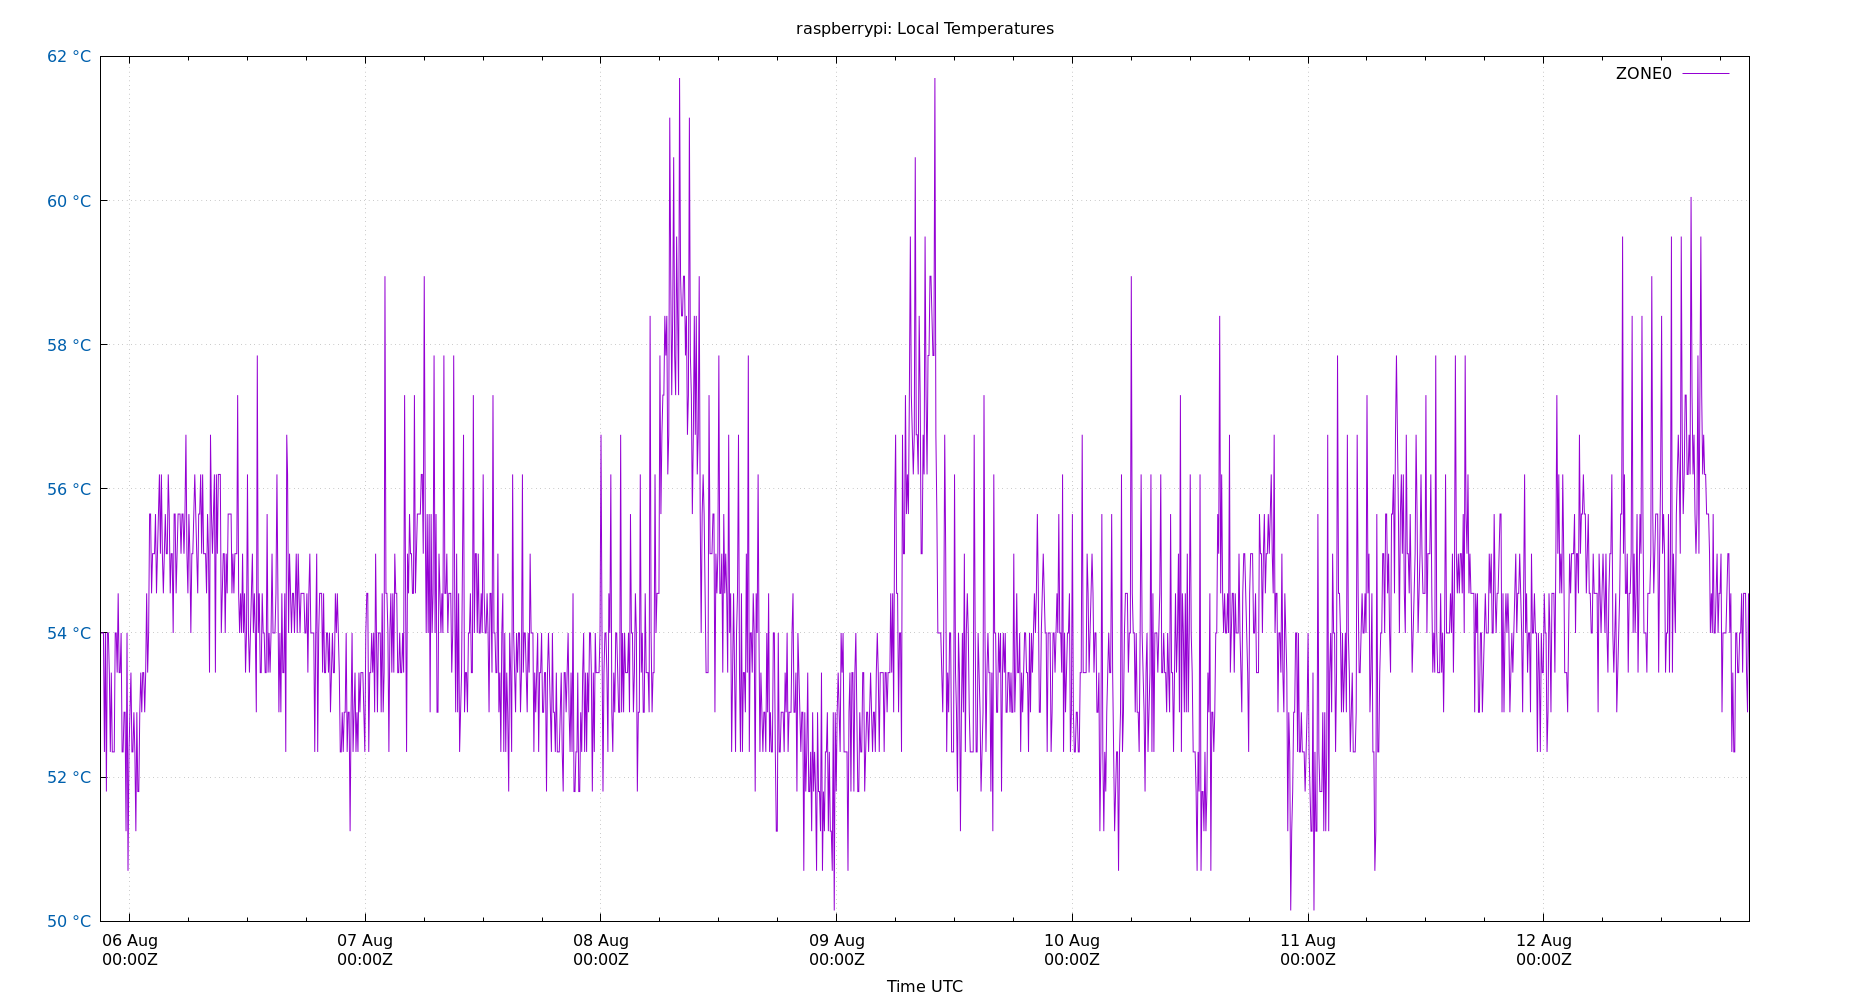 raspberrypi: Local Temperatures
62 °C
ZONE0
60 °C
58 °C
56 °C
54 °C
52 °C
50 °C
06 Aug 07 Aug 08 Aug 09 Aug 10 Aug 11 Aug 12 Aug
00:00Z 00:00Z 00:00Z 00:00Z 00:00Z 00:00Z 00:00Z
Time UTC